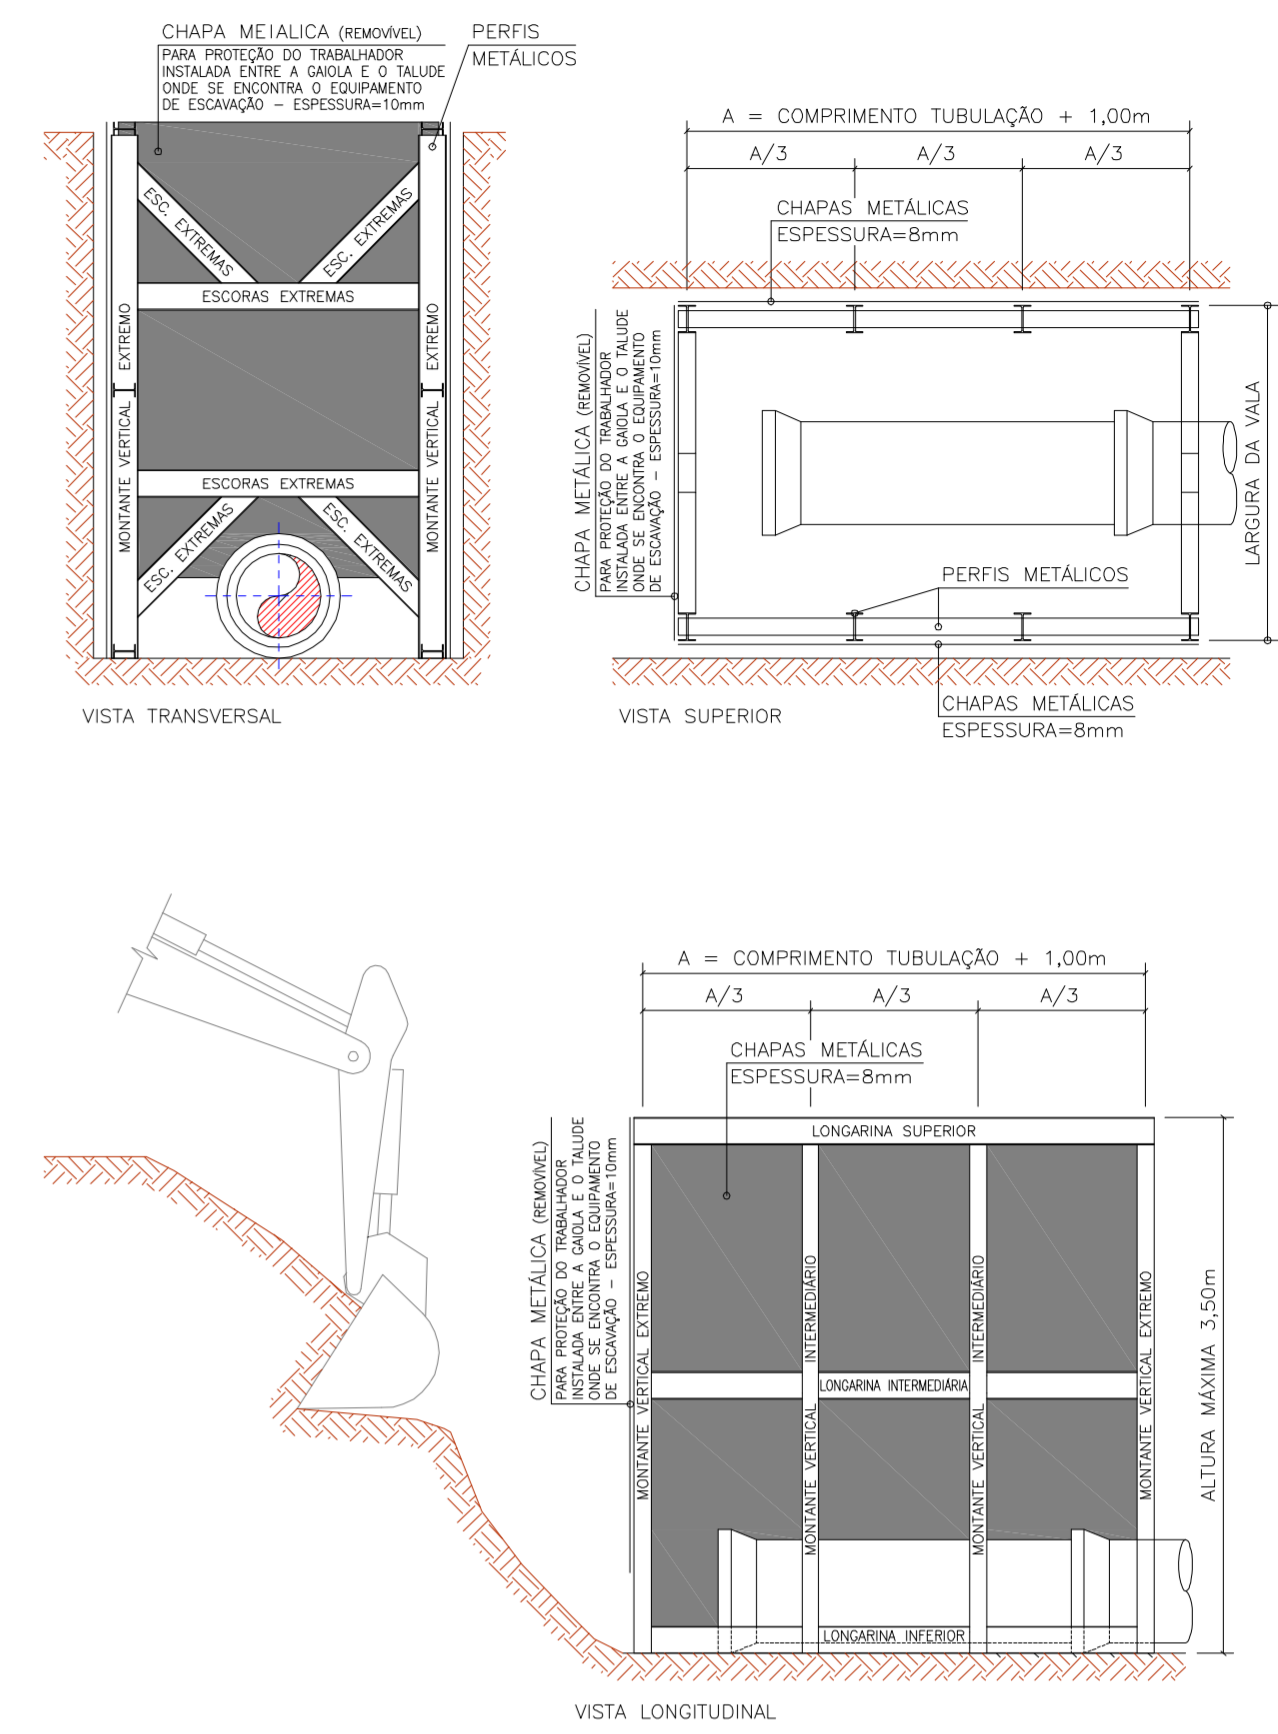 CHAPA MEIALICA (REMOVÍVEL)
PARA PROTEÇÃO DO TRABALHADOR
INSTALADA ENTRE A GAIOLA E O TALUDE
ONDE SE ENCONTRA O EQUIPAMENTO
DE ESCAVAÇÃO – ESPESSURA=10mm
PERFIS
METÁLICOS
ESC. EXTREMAS
ESC. EXTREMAS
ESCORAS EXTREMAS
MONTANTE VERTICAL EXTREMO
MONTANTE VERTICAL EXTREMO
ESCORAS EXTREMAS
ESC. EXTREMAS
ESC. EXTREMAS
VISTA TRANSVERSAL
A = COMPRIMENTO TUBULAÇÃO + 1,00m
A/3
A/3
A/3
CHAPAS METÁLICAS
ESPESSURA=8mm
CHAPA METÁLICA (REMOVÍVEL)
PARA PROTEÇÃO DO TRABALHADOR
INSTALADA ENTRE A GAIOLA E O TALUDE
ONDE SE ENCONTRA O EQUIPAMENTO
DE ESCAVAÇÃO – ESPESSURA=10mm
LARGURA DA VALA
PERFIS METÁLICOS
CHAPAS METÁLICAS
ESPESSURA=8mm
VISTA SUPERIOR
A = COMPRIMENTO TUBULAÇÃO + 1,00m
A/3
A/3
A/3
CHAPAS METÁLICAS
ESPESSURA=8mm
CHAPA METÁLICA (REMOVÍVEL)
PARA PROTEÇÃO DO TRABALHADOR
INSTALADA ENTRE A GAIOLA E O TALUDE
ONDE SE ENCONTRA O EQUIPAMENTO
DE ESCAVAÇÃO – ESPESSURA=10mm
LONGARINA SUPERIOR
MONTANTE VERTICAL EXTREMO
MONTANTE VERTICAL INTERMEDIÁRIO
MONTANTE VERTICAL INTERMEDIÁRIO
MONTANTE VERTICAL EXTREMO
LONGARINA INTERMEDIÁRIA
LONGARINA INFERIOR
ALTURA MÁXIMA 3,50m
VISTA LONGITUDINAL